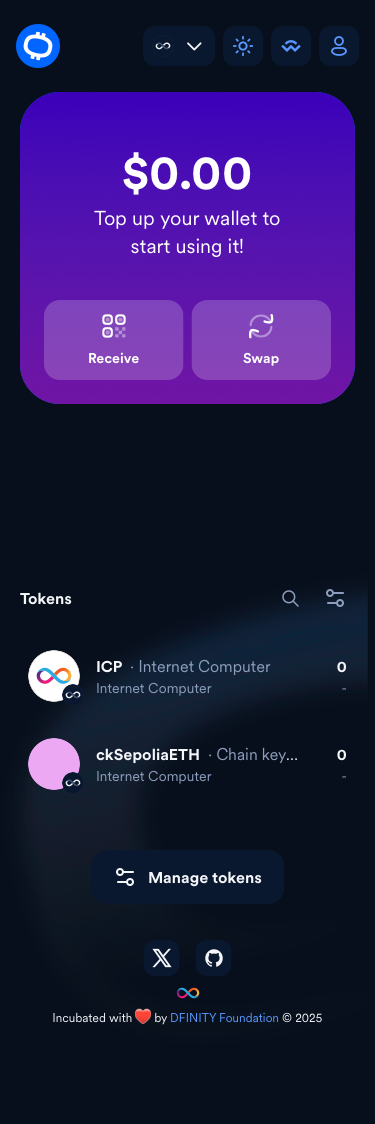 $0.00
Top up your wallet to
start using it!
Receive
Swap
Tokens
ICP · Internet Computer
0
Internet Computer
-
ckSepoliaETH · Chain key...
0
Internet Computer
-
Manage tokens
Incubated with ❤️ by DFINITY Foundation © 2025